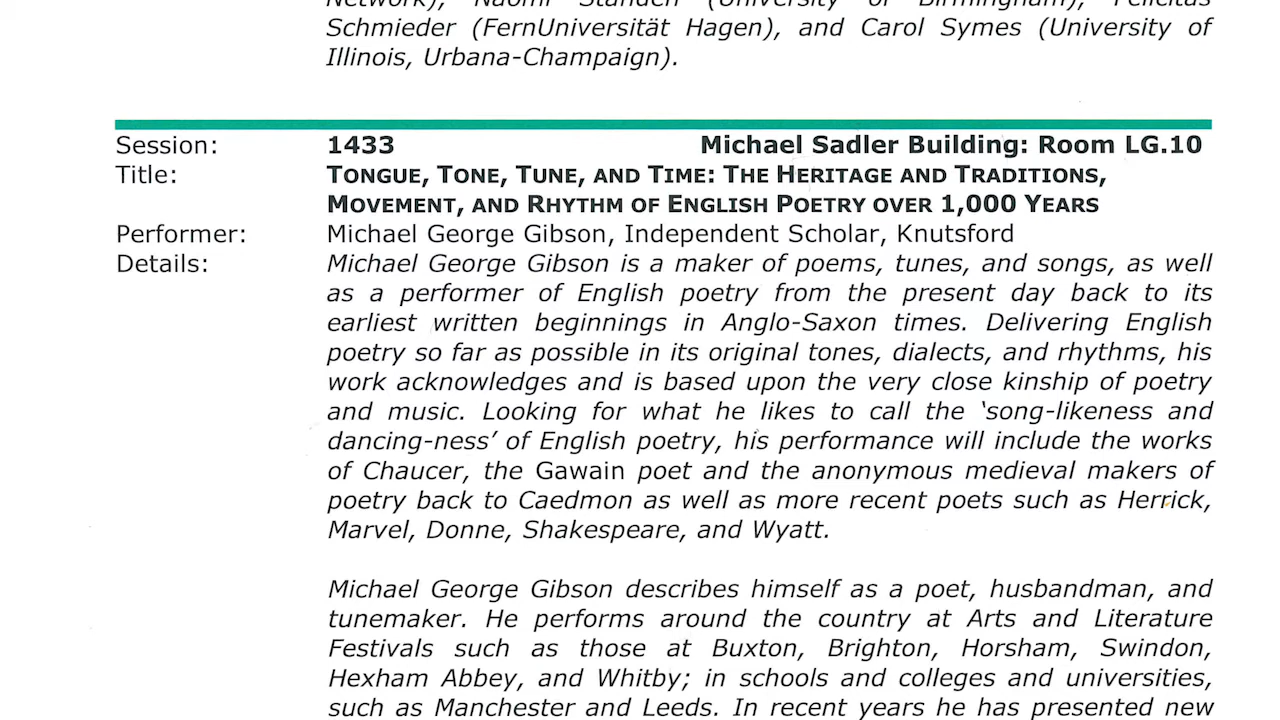 Network), Naomi Standen (University of Birmingham), Felicitas
Schmieder (FernUniversität Hagen), and Carol Symes (University of
Illinois, Urbana-Champaign).
Session: 1433 Michael Sadler Building: Room LG.10
Title: TONGUE, TONE, TUNE, AND TIME: THE HERITAGE AND TRADITIONS,
MOVEMENT, AND RHYTHM OF ENGLISH POETRY OVER 1,000 YEARS
Performer: Michael George Gibson, Independent Scholar, Knutsford
Details: Michael George Gibson is a maker of poems, tunes, and songs, as well
as a performer of English poetry from the present day back to its
earliest written beginnings in Anglo-Saxon times. Delivering English
poetry so far as possible in its original tones, dialects, and rhythms, his
work acknowledges and is based upon the very close kinship of poetry
and music. Looking for what he likes to call the ‘song-likeness and
dancing-ness’ of English poetry, his performance will include the works
of Chaucer, the Gawain poet and the anonymous medieval makers of
poetry back to Caedmon as well as more recent poets such as Herrick,
Marvel, Donne, Shakespeare, and Wyatt.
Michael George Gibson describes himself as a poet, husbandman, and
tunemaker. He performs around the country at Arts and Literature
Festivals such as those at Buxton, Brighton, Horsham, Swindon,
Hexham Abbey, and Whitby; in schools and colleges and universities,
such as Manchester and Leeds. In recent years he has presented new